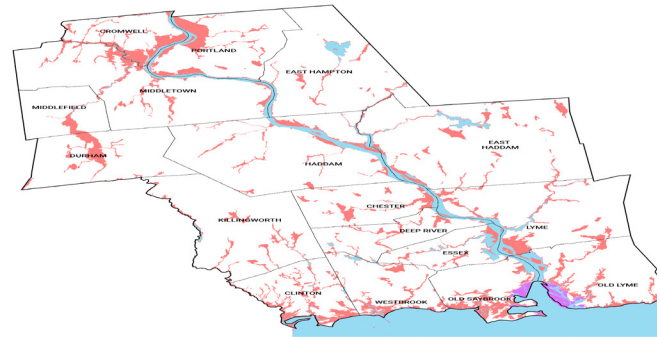 CROMWELL
PORTLAND
EAST HAMPTON
MIDDLETOWN
MIDDLEFIELD
DURHAM
EAST
HADDAM
HADDAM
CHESTER
KILLINGWORTH
LYME
DEEP RIVER
ESSEX
OLD LYME
CLINTON
WESTBROOK
OLD SAYBROOK